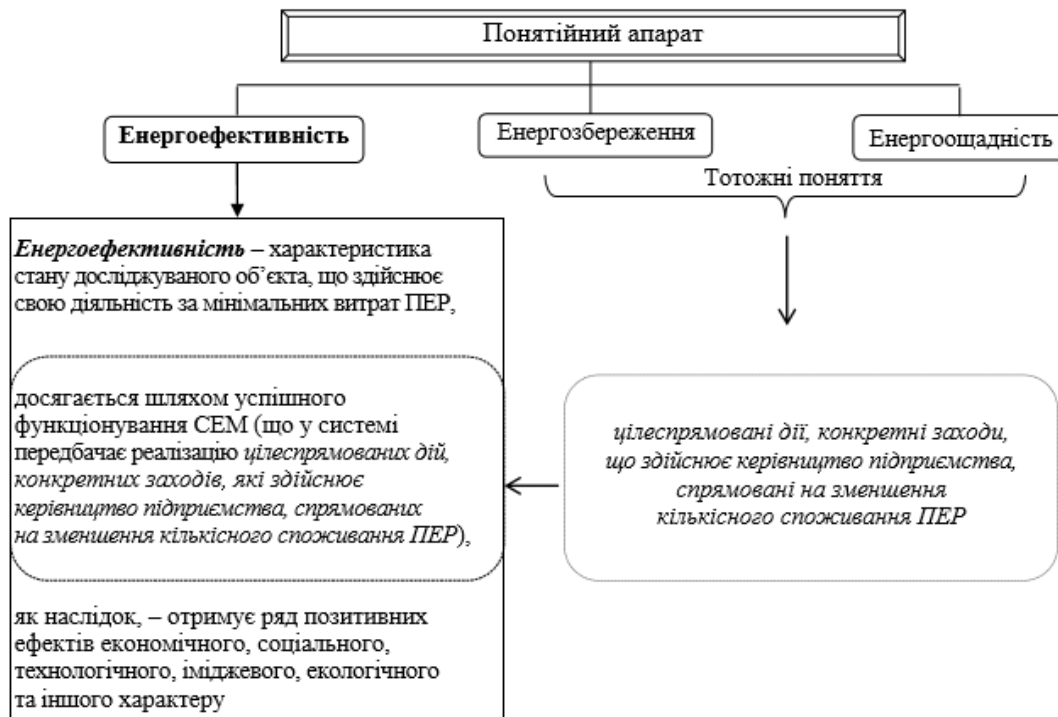 Понятійний апарат
Енергоефективність
Енергозбереження
Енергоощадність
Тотожні поняття
Енергоефективність – характеристика
стану досліджуваного об’єкта, що здійснює
свою діяльність за мінімальних витрат ПЕР,
досягається шляхом успішного
функціонування СЕМ (що у системі
передбачає реалізацію цілеспрямованих дій,
конкретних заходів, які здійснює
керівництво підприємства, спрямованих
на зменшення кількісного споживання ПЕР),
як наслідок, – отримує ряд позитивних
ефектів економічного, соціального,
технологічного, іміджевого, екологічного
та іншого характеру
цілеспрямовані дії, конкретні заходи,
що здійснює керівництво підприємства,
спрямовані на зменшення
кількісного споживання ПЕР